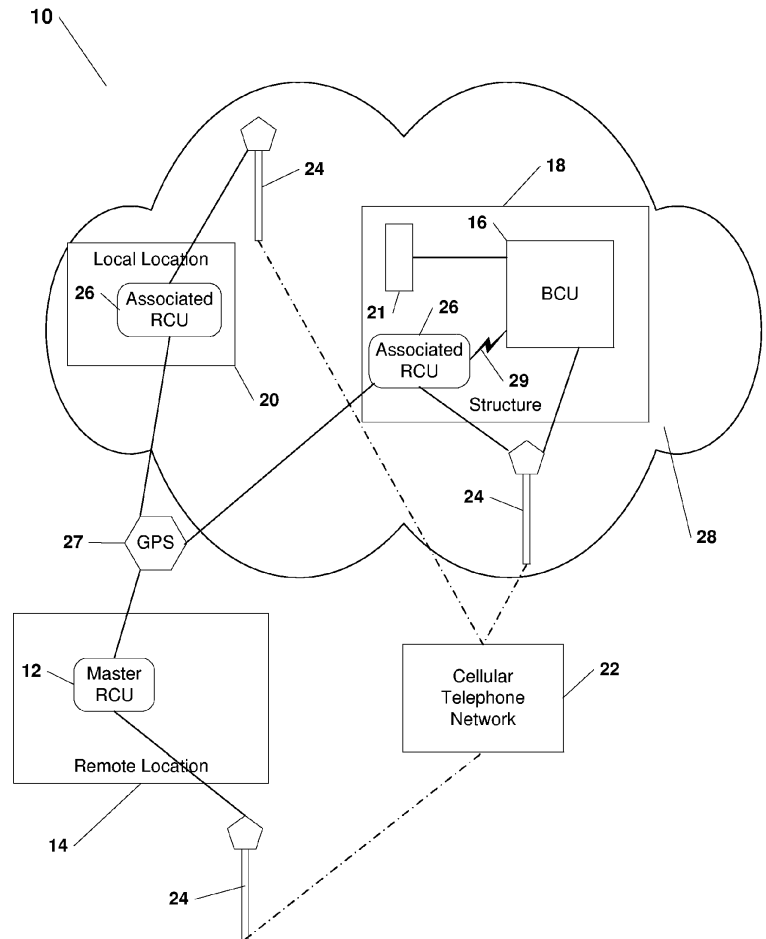 10
24
18
16
Local Location
26
Associated
RCU
BCU
21
26
Associated
RCU
29
20
Structure
24
27
GPS
28
12
Master
RCU
Cellular
Telephone
Network
22
Remote Location
14
24